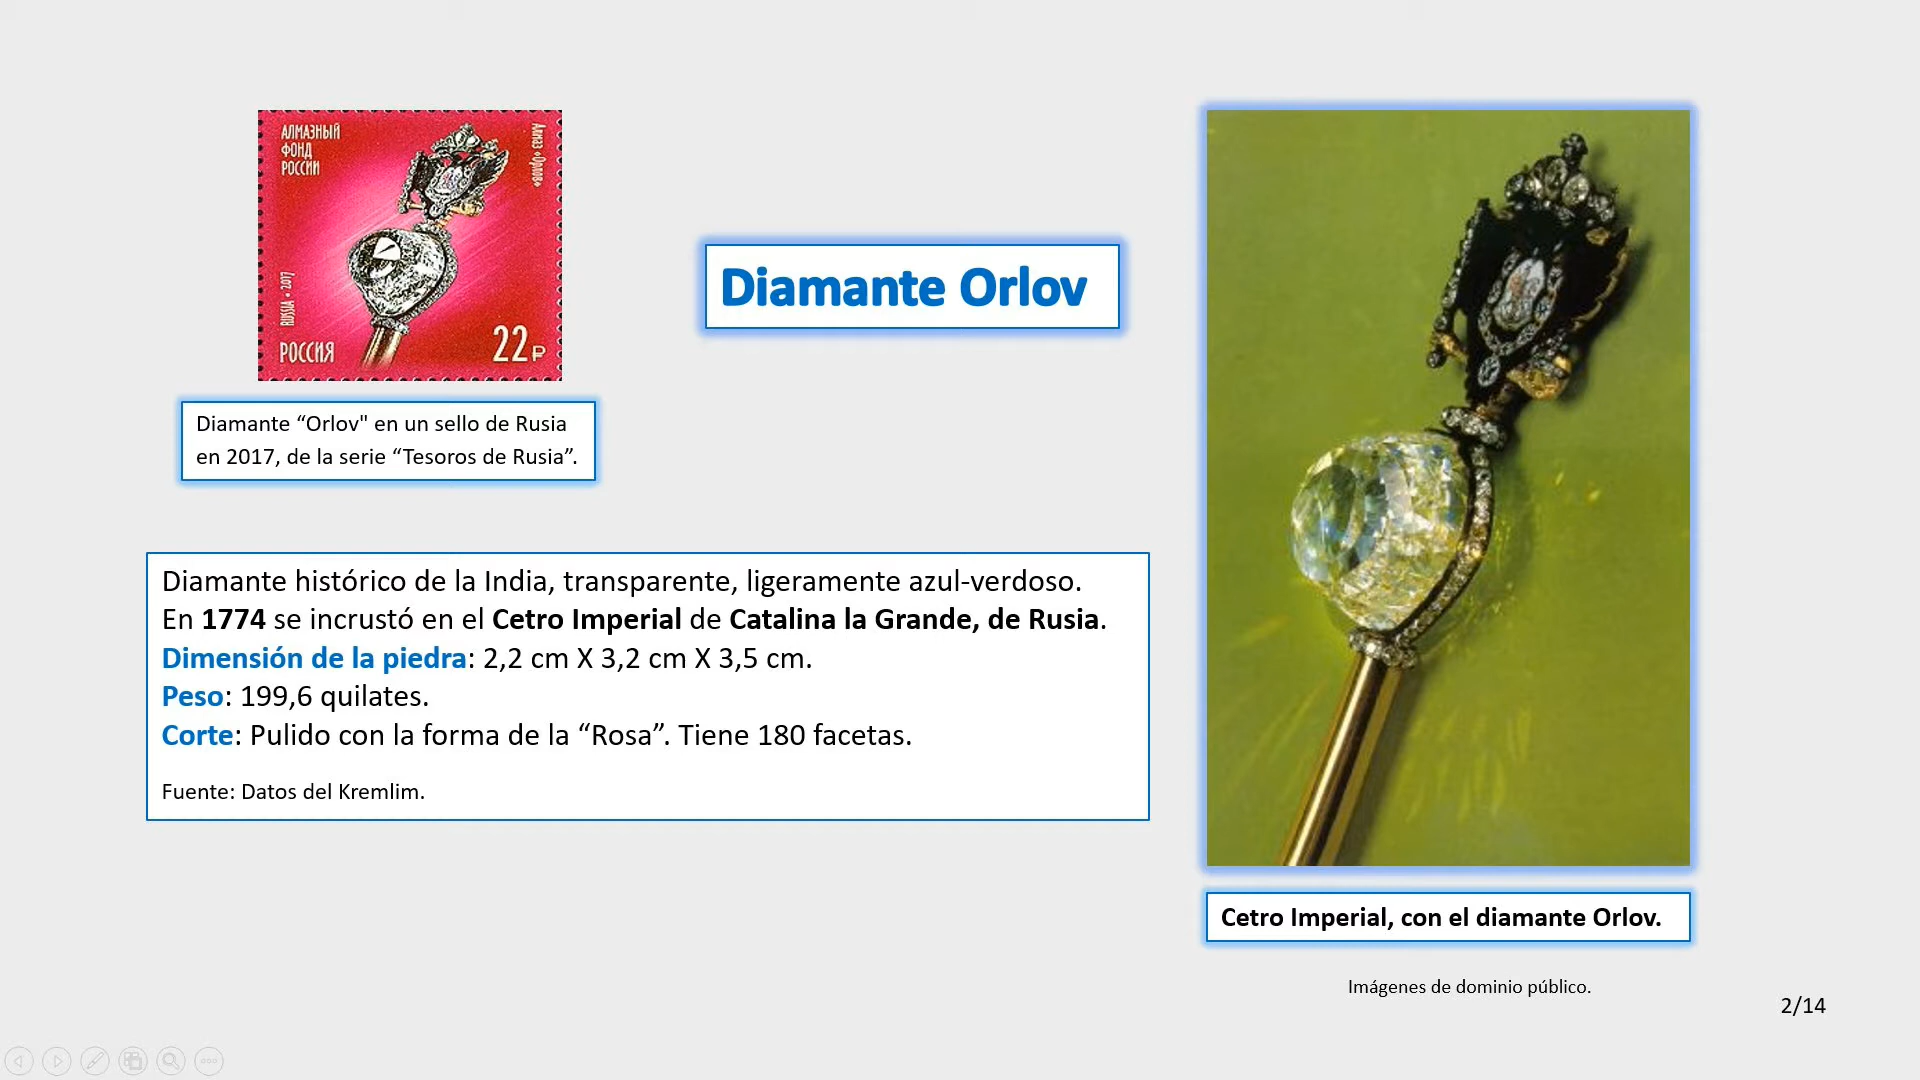 АЛМАЗНЫЙ
ФОНД
РОССИИ
Алмаз «Орлов»
RUSSIA • 2017
РОССИЯ
22₽
Diamante “Orlov" en un sello de Rusia
en 2017, de la serie “Tesoros de Rusia”.
Diamante Orlov
Diamante histórico de la India, transparente, ligeramente azul-verdoso.
En 1774 se incrustó en el Cetro Imperial de Catalina la Grande, de Rusia.
Dimensión de la piedra: 2,2 cm X 3,2 cm X 3,5 cm.
Peso: 199,6 quilates.
Corte: Pulido con la forma de la “Rosa”. Tiene 180 facetas.
Fuente: Datos del Kremlim.
Cetro Imperial, con el diamante Orlov.
Imágenes de dominio público.
2/14